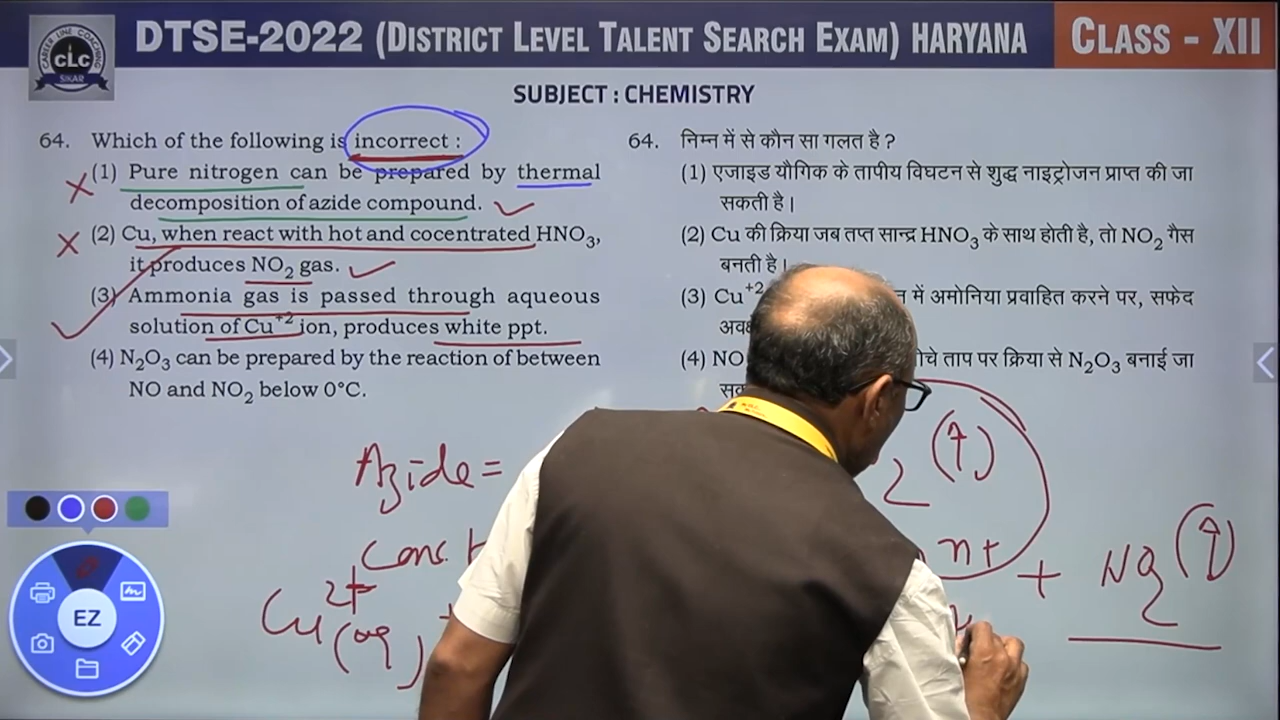 CAREER LINE COACHING
CLC
SIKAR
DTSE-2022 (DISTRICT LEVEL TALENT SEARCH EXAM) HARYANA
CLASS - XII
SUBJECT : CHEMISTRY
64. Which of the following is incorrect :
(1) Pure nitrogen can be prepared by thermal
decomposition of azide compound.
(2) Cu, when react with hot and cocentrated HNO3,
it produces NO2 gas.
(3) Ammonia gas is passed through aqueous
solution of Cu+2 ion, produces white ppt.
(4) N2O3 can be prepared by the reaction of between
NO and NO2 below 0°C.
64. निम्न में से कौन सा गलत है ?
(1) एजाइड यौगिक के तापीय विघटन से शुद्ध नाइट्रोजन प्राप्त की जा
सकती है।
(2) Cu की क्रिया जब तप्त सान्द्र HNO3 के साथ होती है, तो NO2 गैस
बनती है।
(3) Cu+2 में अमोनिया प्रवाहित करने पर, सफेद
(4) NO ताप पर क्रिया से N2O3 बनाई जा
Azide = 2 (↑)
conc. n+ + NO2 (↑)
Cu2+ (aq)
EZ